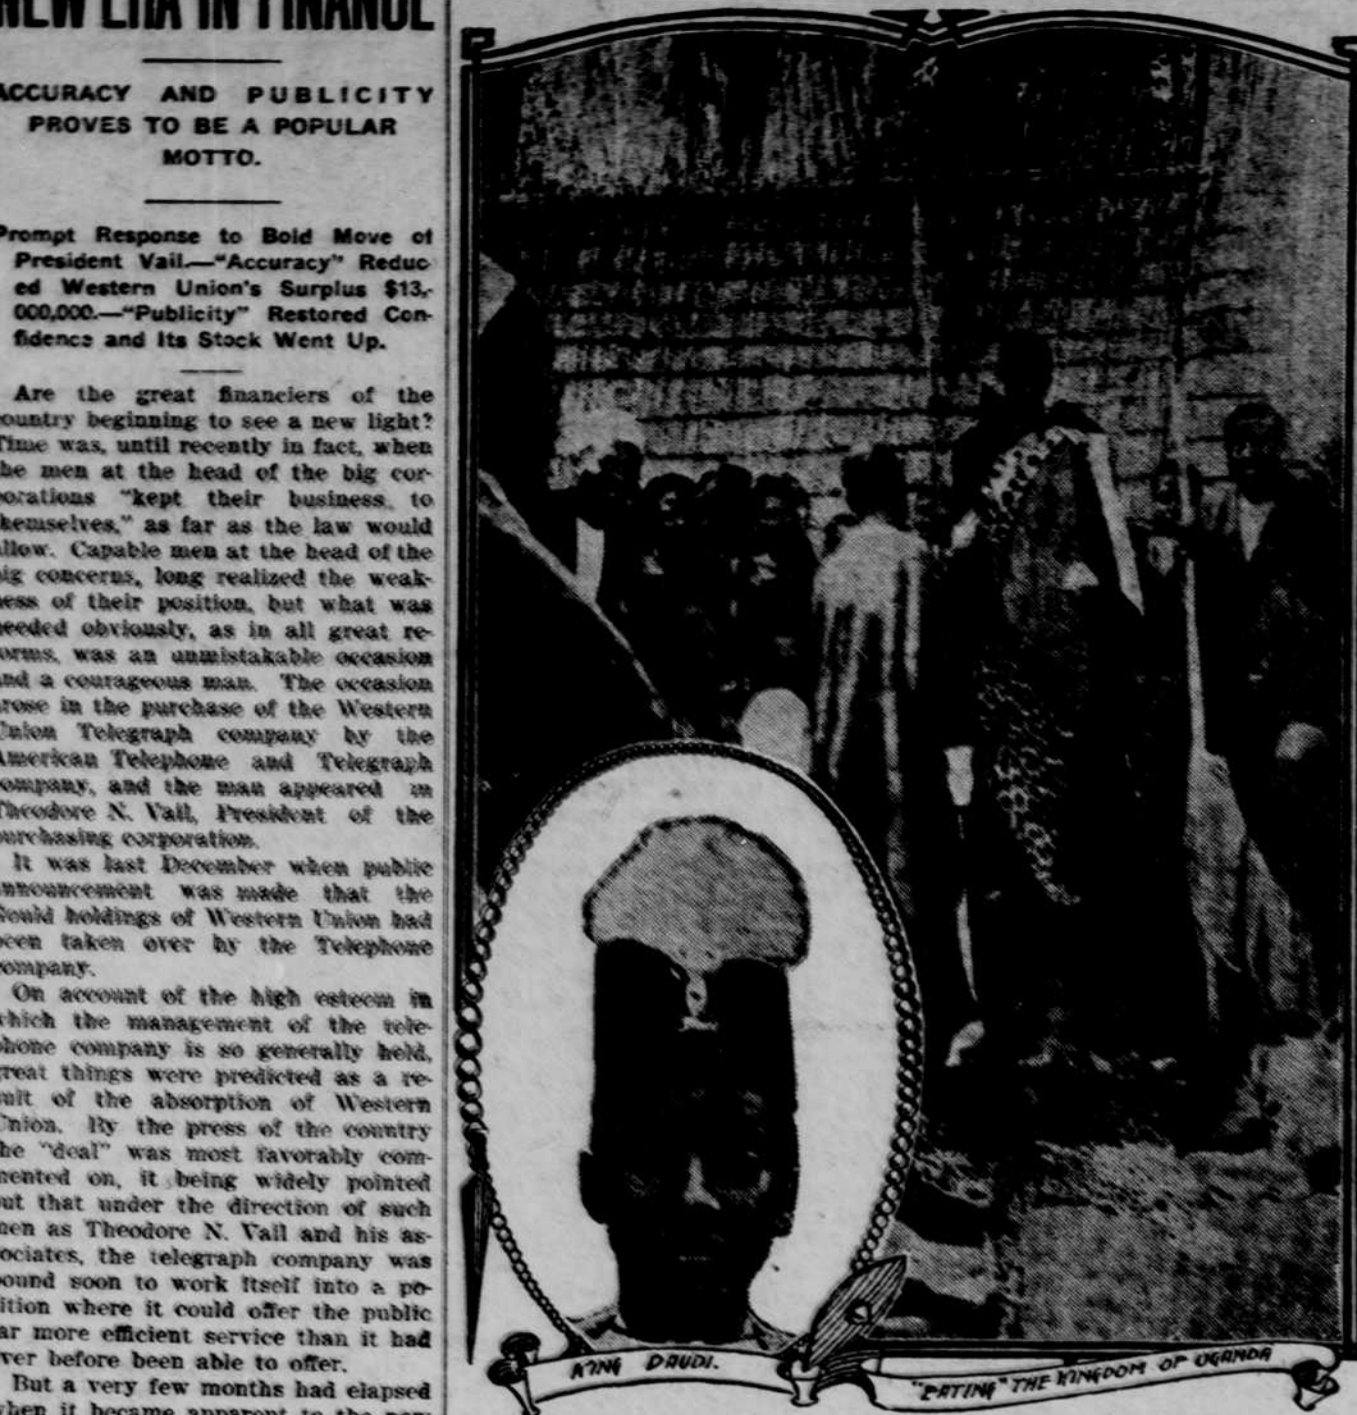 NEW ERA IN FINANCE
ACCURACY AND PUBLICITY
PROVES TO BE A POPULAR
MOTTO.
Prompt Response to Bold Move of
President Vail.—"Accuracy" Reduc-
ed Western Union's Surplus $13,-
000,000.—"Publicity" Restored Con-
fidence and Its Stock Went Up.
Are the great financiers of the
country beginning to see a new light?
Time was, until recently in fact, when
the men at the head of the big cor-
porations "kept their business to
themselves," as far as the law would
allow. Capable men at the head of the
big concerns, long realized the weak-
ness of their position, but what was
needed obviously, as in all great re-
forms, was an unmistakable occasion
and a courageous man. The occasion
arose in the purchase of the Western
Union Telegraph company by the
American Telephone and Telegraph
company, and the man appeared in
Theodore N. Vail, President of the
purchasing corporation.
It was last December when public
announcement was made that the
Gould holdings of Western Union had
been taken over by the Telephone
company.
On account of the high esteem in
which the management of the tele-
phone company is so generally held,
great things were predicted as a re-
sult of the absorption of Western
Union. By the press of the country
the "deal" was most favorably com-
mented on, it being widely pointed
out that under the direction of such
men as Theodore N. Vail and his as-
sociates, the telegraph company was
bound soon to work itself into a po-
sition where it could offer the public
far more efficient service than it had
ever before been able to offer.
But a very few months had elapsed
when it became apparent to the
KING DAUDI.
"EATING" THE KINGDOM OF UGANDA